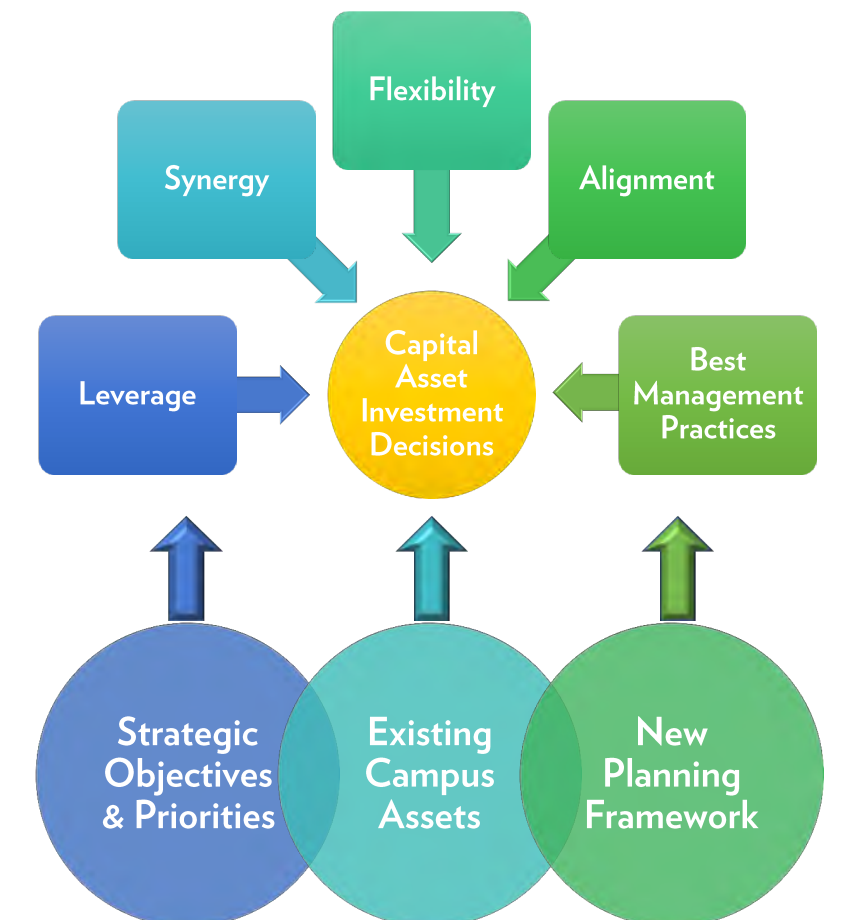 Flexibility
Synergy
Alignment
Leverage
Capital
Asset
Investment
Decisions
Best
Management
Practices
Strategic
Objectives
& Priorities
Existing
Campus
Assets
New
Planning
Framework